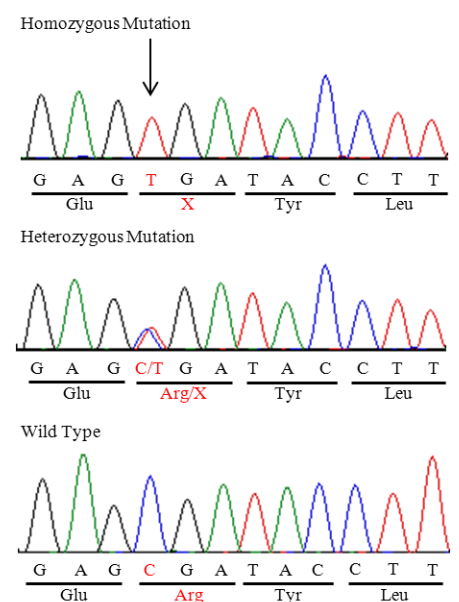 Homozygous Mutation
G A G T G A T A C C T T
Glu X Tyr Leu
Heterozygous Mutation
G A G C/T G A T A C C T T
Glu Arg/X Tyr Leu
Wild Type
G A G C G A T A C C T T
Glu Arg Tyr Leu